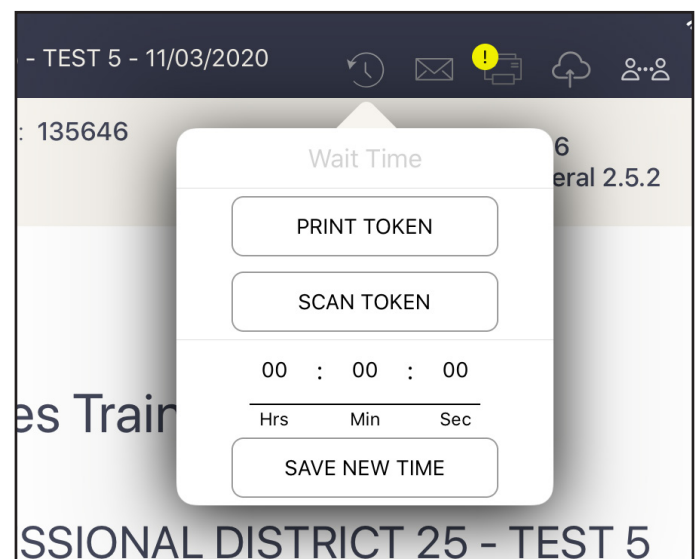 - TEST 5 - 11/03/2020
!
: 135646
6
eral 2.5.2
Wait Time
PRINT TOKEN
SCAN TOKEN
00 : 00 : 00
Hrs Min Sec
SAVE NEW TIME
es Train
SSIONAL DISTRICT 25 - TEST 5